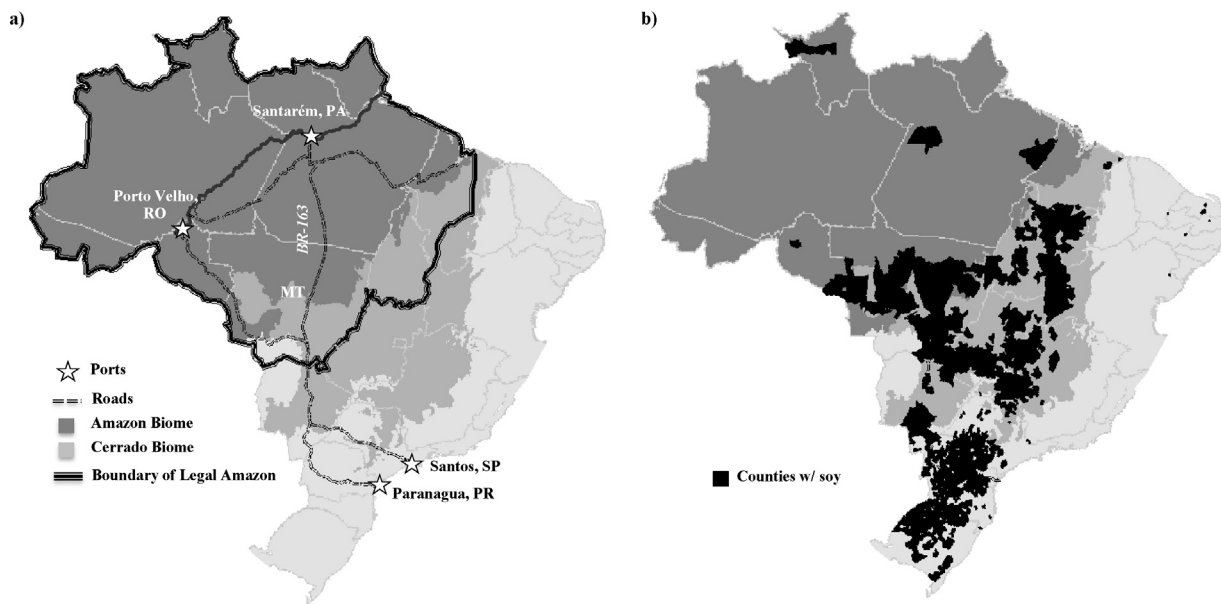 a)
Santarém, PA
Porto Velho,
RO
BR-163
MT
Ports
Roads
Amazon Biome
Cerrado Biome
Boundary of Legal Amazon
Santos, SP
Paranagua, PR
b)
Counties w/ soy